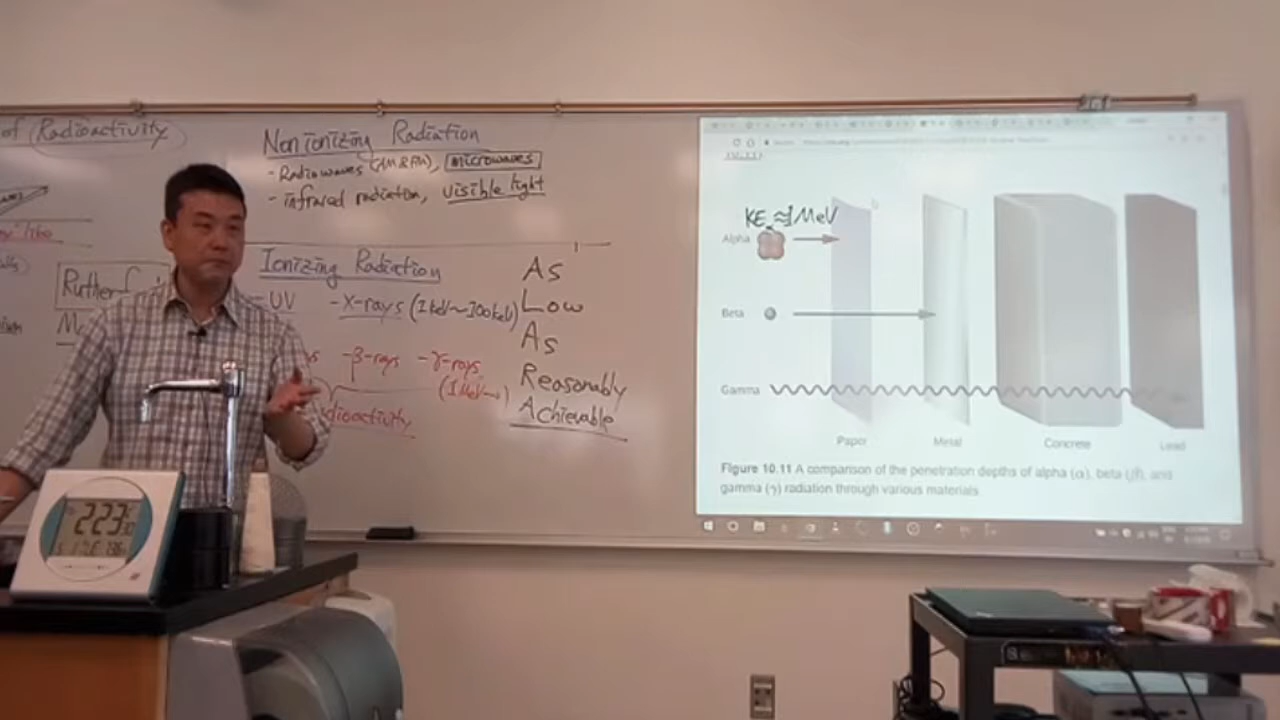 of Radioactivity
Nonionizing Radiation
- Radiowaves (AM & FM), microwaves
- infrared radiation, visible light
Ionizing Radiation
- UV - X-rays (1 keV ~ 100 keV)
- β-rays - γ-rays
(1 MeV →)
As
Low
As
Reasonably
Achievable
KE ≈ 1 MeV
Alpha
Beta
Gamma
Paper
Metal
Concrete
Lead
Figure 10.11 A comparison of the penetration depths of alpha (α), beta (β), and
gamma (γ) radiation through various materials